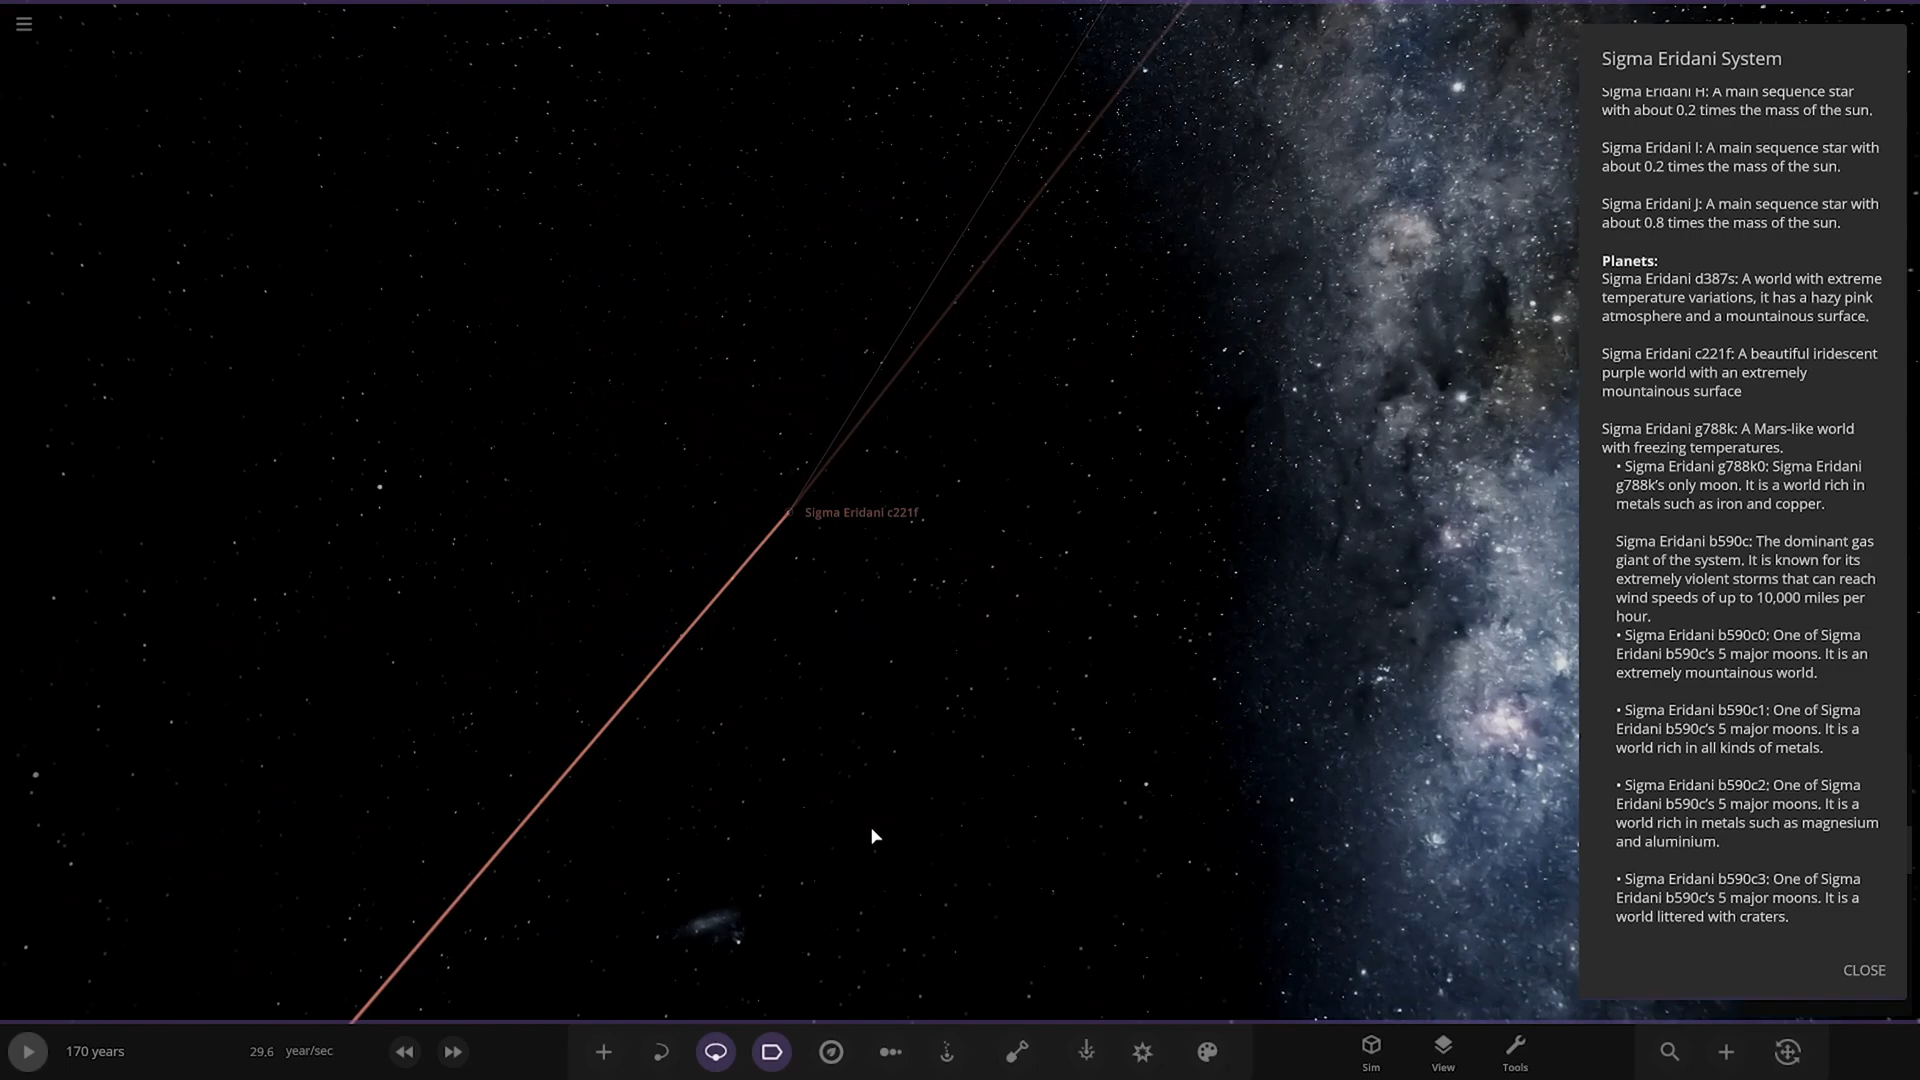 Sigma Eridani System
Sigma Eridani H: A main sequence star
with about 0.2 times the mass of the sun.
Sigma Eridani I: A main sequence star with
about 0.2 times the mass of the sun.
Sigma Eridani J: A main sequence star with
about 0.8 times the mass of the sun.
Planets:
Sigma Eridani d387s: A world with extreme
temperature variations, it has a hazy pink
atmosphere and a mountainous surface.
Sigma Eridani c221f: A beautiful iridescent
purple world with an extremely
mountainous surface
Sigma Eridani g788k: A Mars-like world
with freezing temperatures.
• Sigma Eridani g788k0: Sigma Eridani
g788k's only moon. It is a world rich in
metals such as iron and copper.
Sigma Eridani b590c: The dominant gas
giant of the system. It is known for its
extremely violent storms that can reach
wind speeds of up to 10,000 miles per
hour.
• Sigma Eridani b590c0: One of Sigma
Eridani b590c's 5 major moons. It is an
extremely mountainous world.
• Sigma Eridani b590c1: One of Sigma
Eridani b590c's 5 major moons. It is a
world rich in all kinds of metals.
• Sigma Eridani b590c2: One of Sigma
Eridani b590c's 5 major moons. It is a
world rich in metals such as magnesium
and aluminium.
• Sigma Eridani b590c3: One of Sigma
Eridani b590c's 5 major moons. It is a
world littered with craters.
CLOSE
Sigma Eridani c221f
170 years
29.6 year/sec
Sim
View
Tools